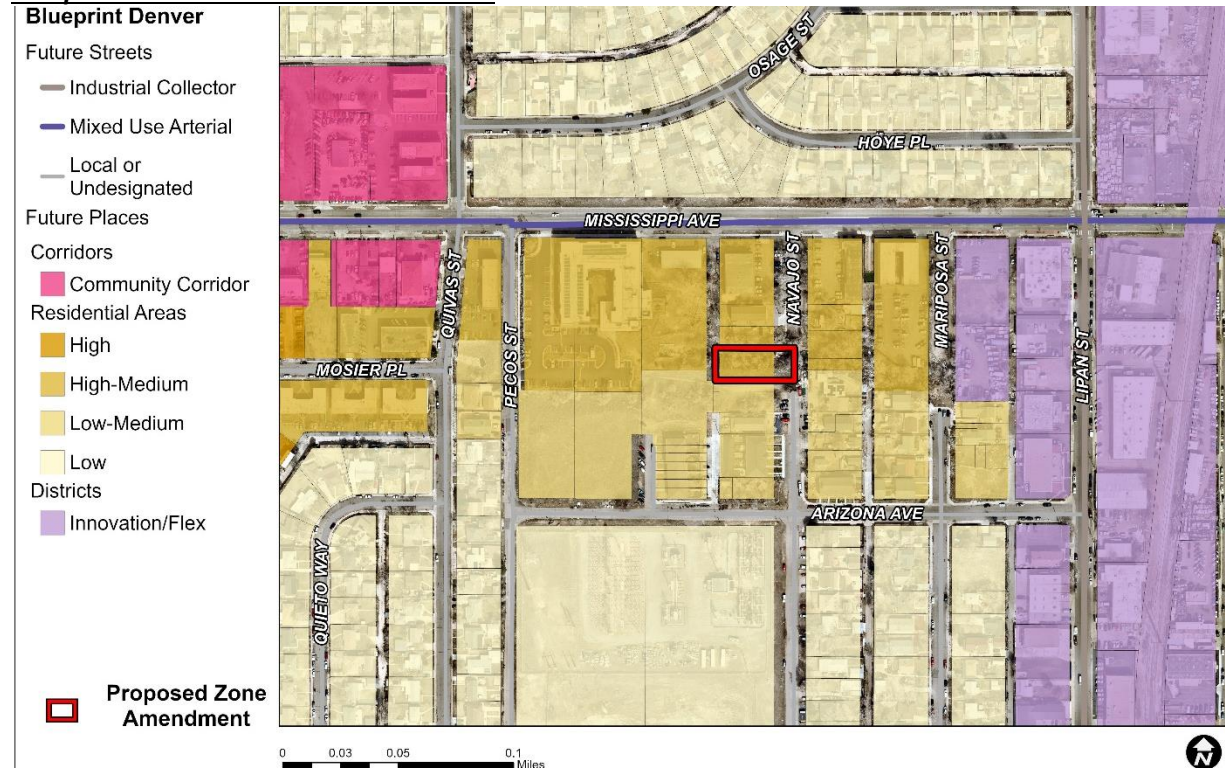 Blueprint Denver
Future Streets
Industrial Collector
Mixed Use Arterial
Local or
Undesignated
Future Places
Corridors
Community Corridor
Residential Areas
High
High-Medium
Low-Medium
Low
Districts
Innovation/Flex
Proposed Zone
Amendment
OSAGE ST
HOYE PL
MISSISSIPPI AVE
QUIVAS ST
PECOS ST
NAVAJO ST
MARIPOSA ST
LIPAN ST
MOSIER PL
ARIZONA AVE
QUIETO WAY
0 0.03 0.05 0.1
Miles
N